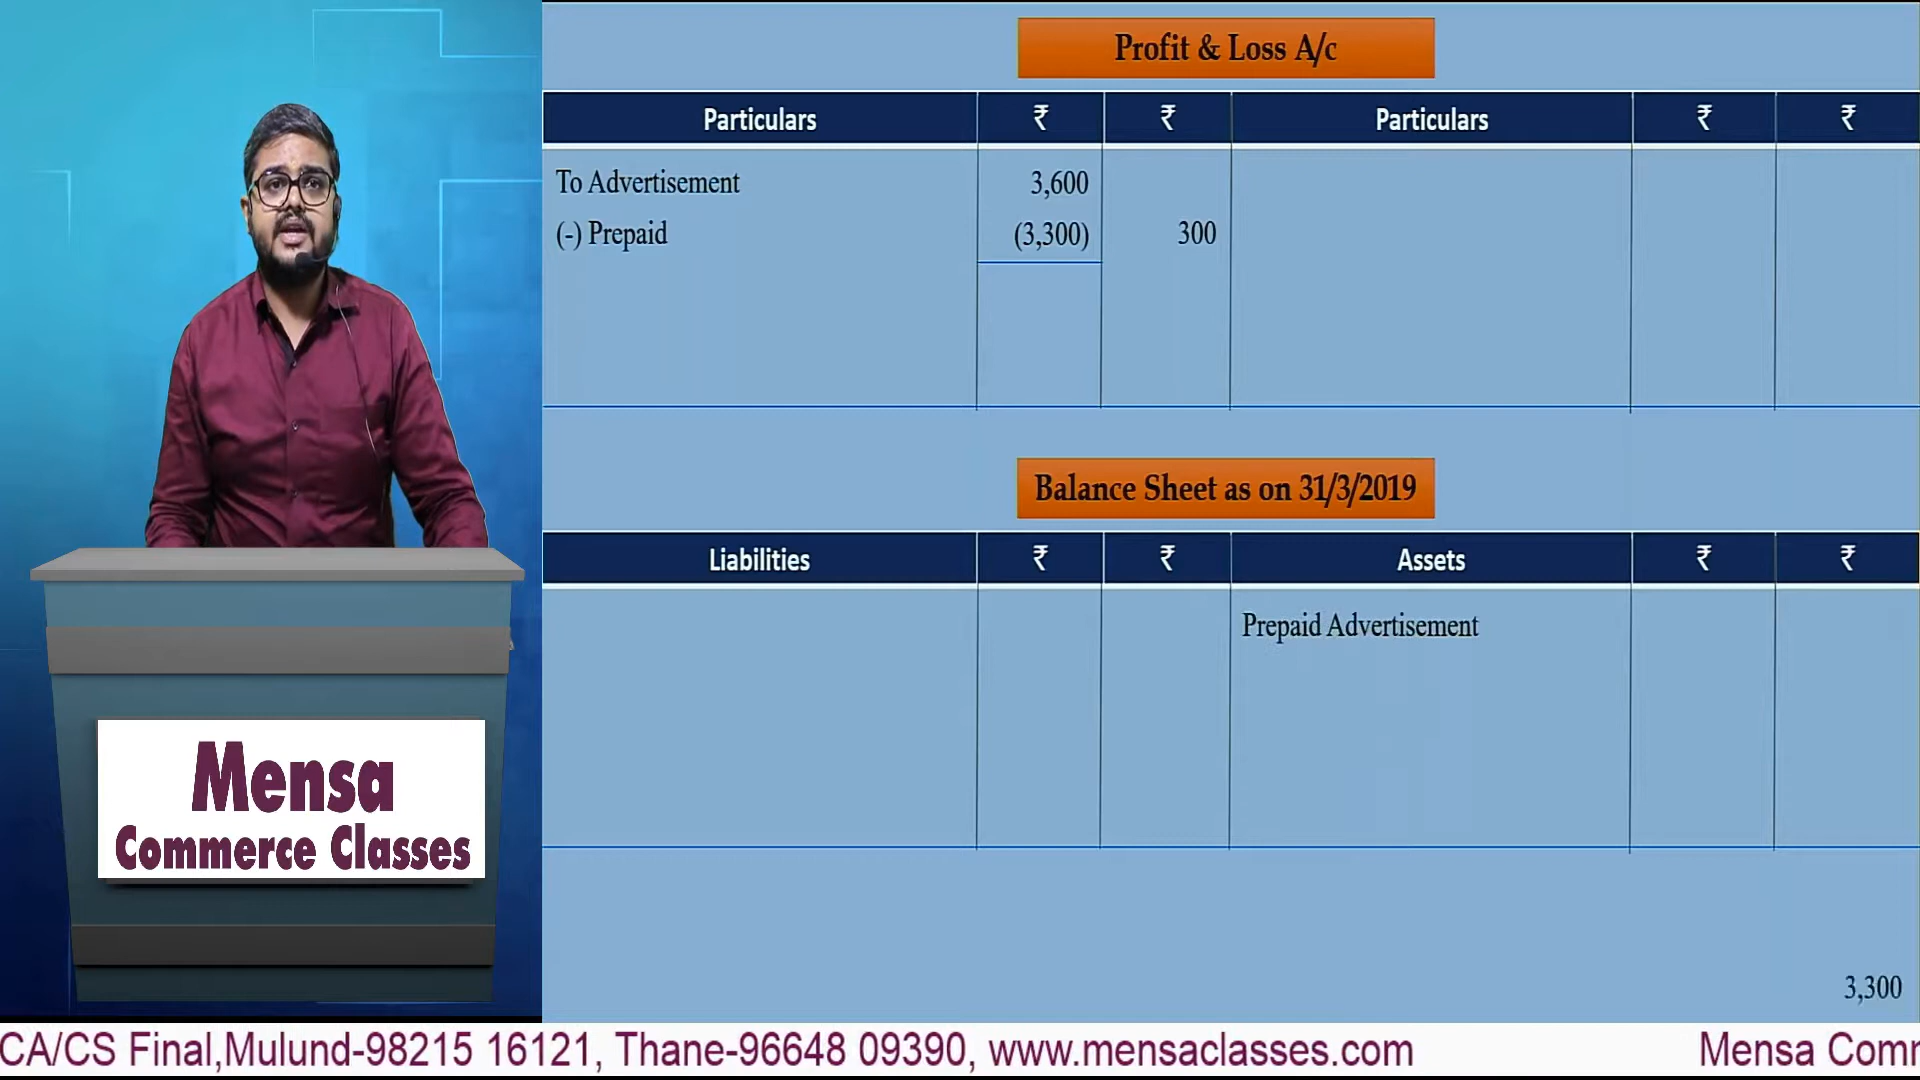 Profit & Loss A/c
Particulars ₹ ₹ Particulars ₹ ₹
To Advertisement 3,600
(-) Prepaid (3,300) 300
Balance Sheet as on 31/3/2019
Liabilities ₹ ₹ Assets ₹ ₹
Prepaid Advertisement
3,300
Mensa
Commerce Classes
CA/CS Final,Mulund-98215 16121, Thane-96648 09390, www.mensaclasses.com Mensa Comm